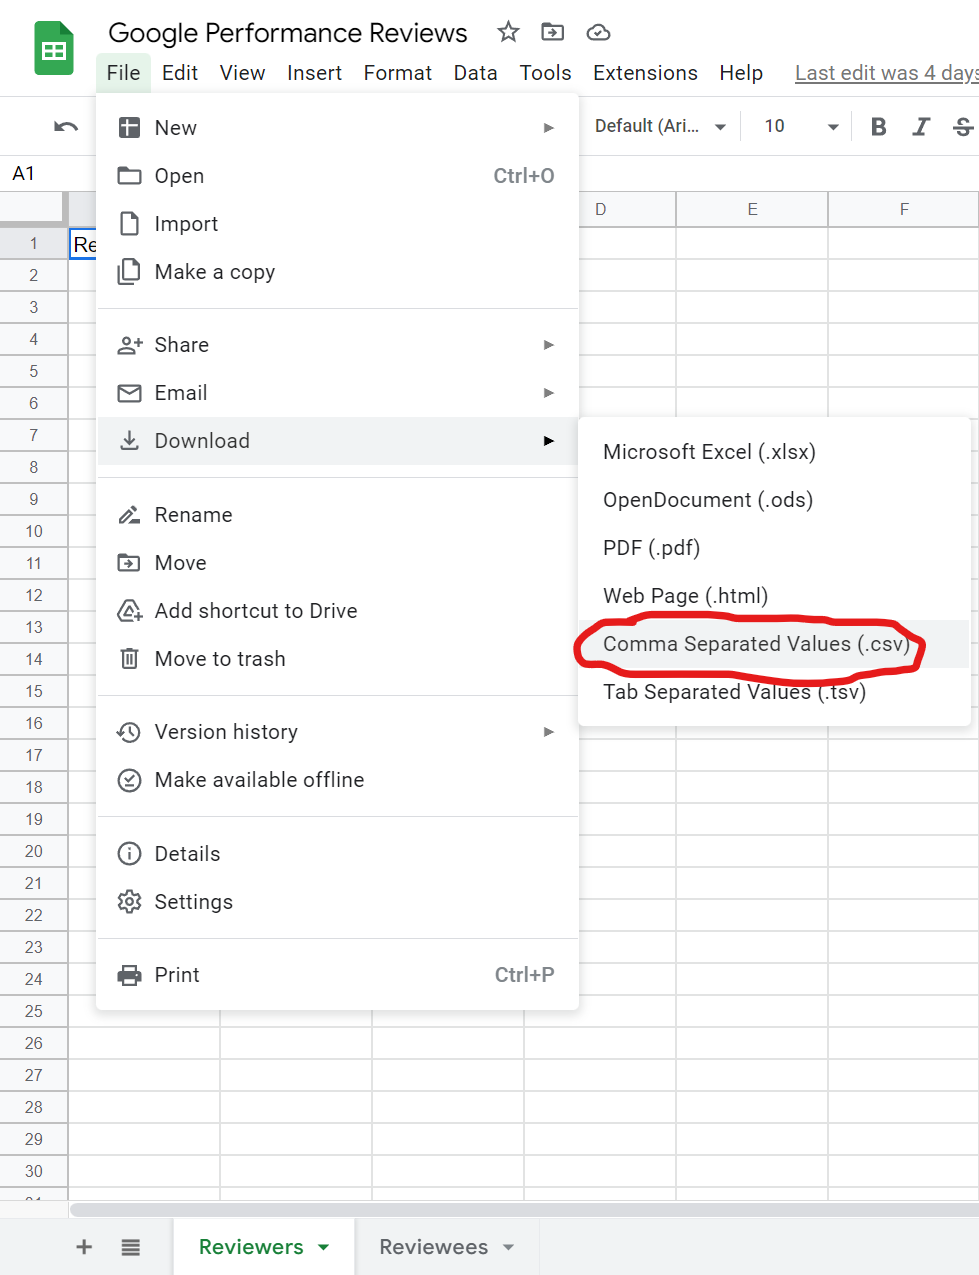 Google Performance Reviews
File Edit View Insert Format Data Tools Extensions Help Last edit was 4 days
Default (Ari... 10 B I S
A1
D E F
1 Re
2
3
4
5
6
7
8
9
10
11
12
13
14
15
16
17
18
19
20
21
22
23
24
25
26
27
28
29
30
New
Open Ctrl+O
Import
Make a copy
Share
Email
Download
Rename
Move
Add shortcut to Drive
Move to trash
Version history
Make available offline
Details
Settings
Print Ctrl+P
Microsoft Excel (.xlsx)
OpenDocument (.ods)
PDF (.pdf)
Web Page (.html)
Comma Separated Values (.csv)
Tab Separated Values (.tsv)
+ Reviewers Reviewees